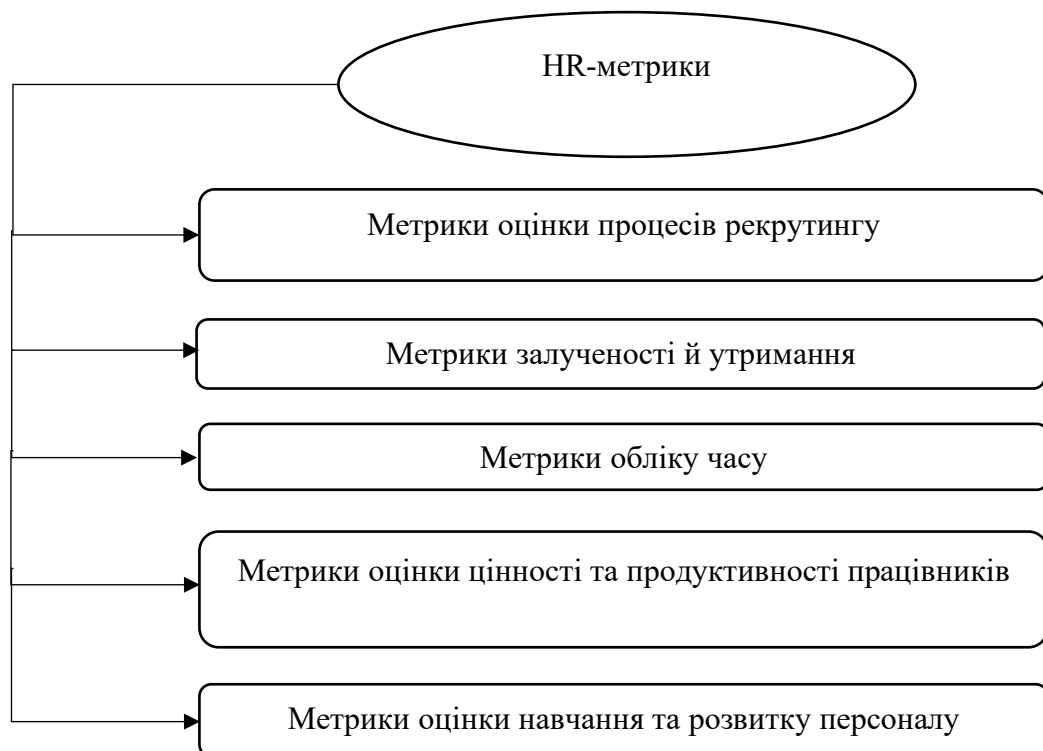 HR-метрики
Метрики оцінки процесів рекрутингу
Метрики залученості й утримання
Метрики обліку часу
Метрики оцінки цінності та продуктивності працівників
Метрики оцінки навчання та розвитку персоналу